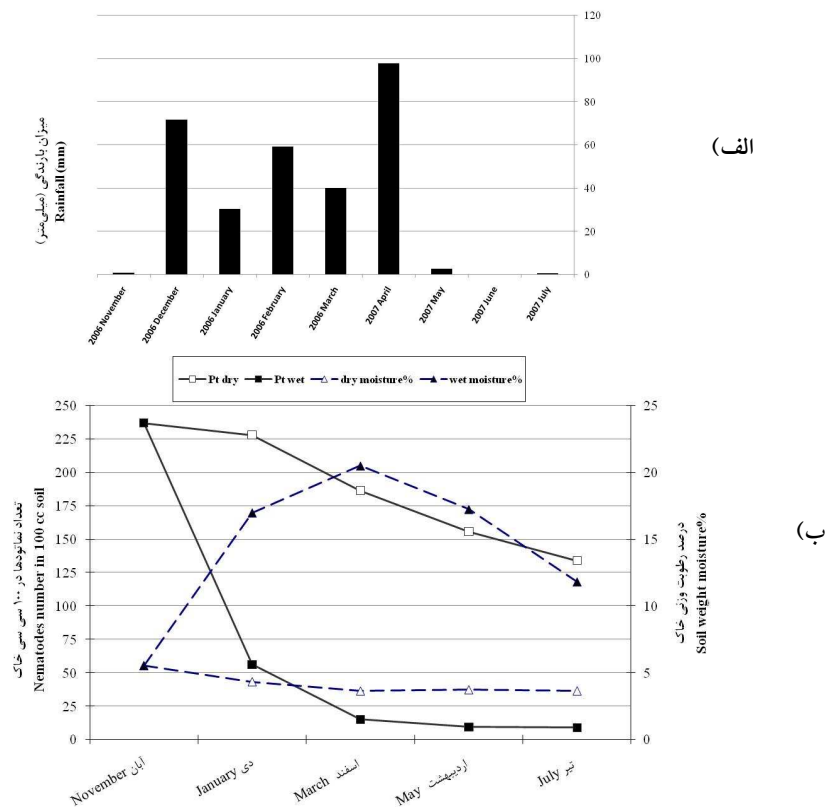 الف)
میزان بارندگی (میلی‌متر)
Rainfall (mm)
120
100
80
60
40
20
0
2006 November
2006 December
2006 January
2006 February
2006 March
2007 April
2007 May
2007 June
2007 July
Pt dry
Pt wet
dry moisture%
wet moisture%
ب)
تعداد نماتودها در ۱۰۰ سی سی خاک
Nematodes number in 100 cc soil
250
225
200
175
150
125
100
75
50
25
0
درصد رطوبت وزنی خاک
Soil weight moisture%
25
20
15
10
5
0
November آبان
January دی
March اسفند
May اردیبهشت
July تیر